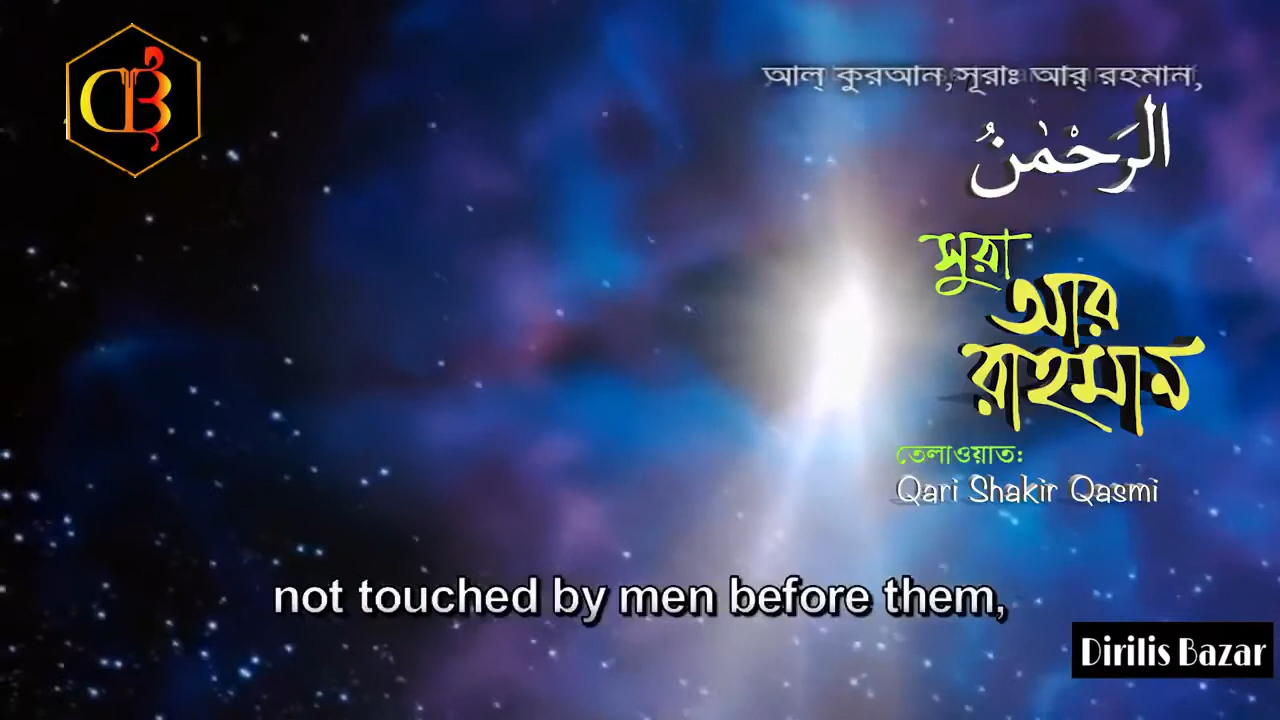 আল্ কুরআন,সূরাঃ আর্ রহমান,
الرَحْمٰنُ
সুরা
আর
রাহমান
তেলাওয়াত:
Qari Shakir Qasmi
not touched by men before them,
Dirilis Bazar